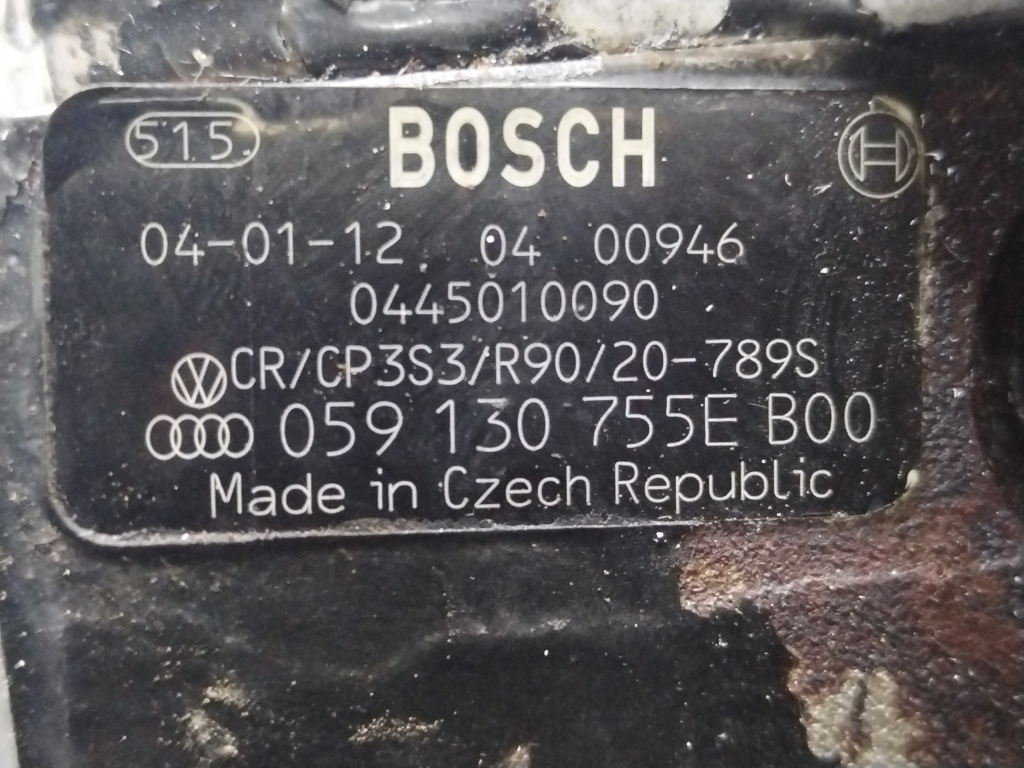 515
BOSCH
04-01-12 04 00946
0445010090
CR/CP3S3/R90/20-789S
059 130 755E B00
Made in Czech Republic